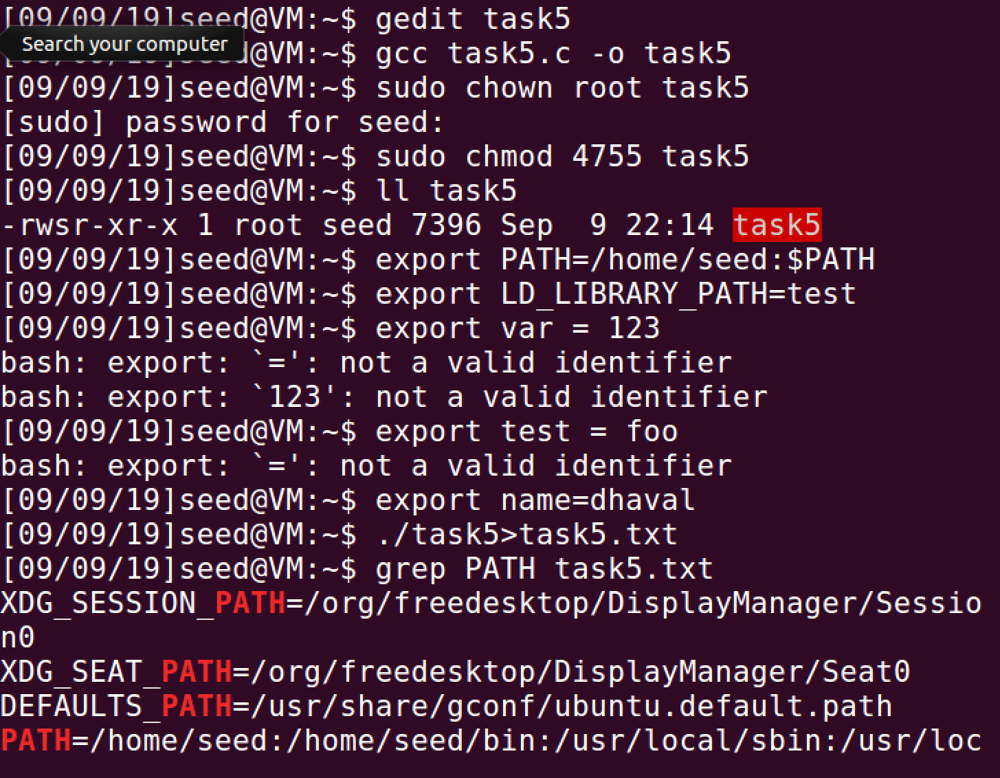 [09/09/19]seed@VM:~$ gedit task5
Search your computer
d@VM:~$ gcc task5.c -o task5
[09/09/19]seed@VM:~$ sudo chown root task5
[sudo] password for seed:
[09/09/19]seed@VM:~$ sudo chmod 4755 task5
[09/09/19]seed@VM:~$ ll task5
-rwsr-xr-x 1 root seed 7396 Sep  9 22:14 task5
[09/09/19]seed@VM:~$ export PATH=/home/seed:$PATH
[09/09/19]seed@VM:~$ export LD_LIBRARY_PATH=test
[09/09/19]seed@VM:~$ export var = 123
bash: export: `=': not a valid identifier
bash: export: `123': not a valid identifier
[09/09/19]seed@VM:~$ export test = foo
bash: export: `=': not a valid identifier
[09/09/19]seed@VM:~$ export name=dhaval
[09/09/19]seed@VM:~$ ./task5>task5.txt
[09/09/19]seed@VM:~$ grep PATH task5.txt
XDG_SESSION_PATH=/org/freedesktop/DisplayManager/Sessio
n0
XDG_SEAT_PATH=/org/freedesktop/DisplayManager/Seat0
DEFAULTS_PATH=/usr/share/gconf/ubuntu.default.path
PATH=/home/seed:/home/seed/bin:/usr/local/sbin:/usr/loc